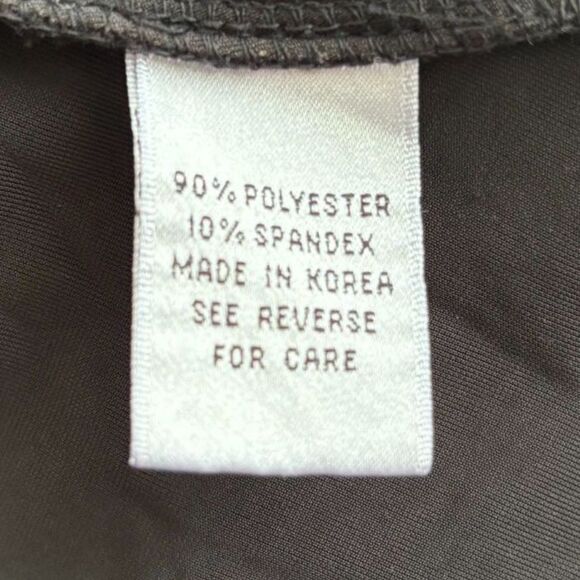 90% POLYESTER
10% SPANDEX
MADE IN KOREA
SEE REVERSE
FOR CARE